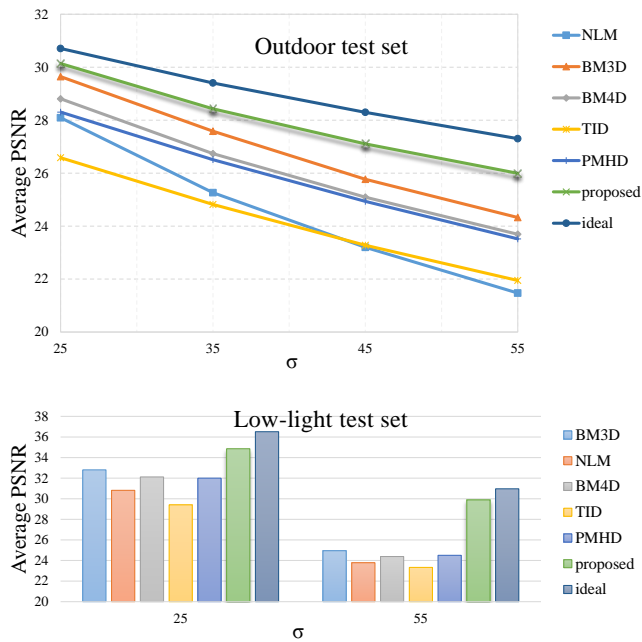 Outdoor test set
Average PSNR
32
30
28
26
24
22
20
25 35 45 55
σ
NLM
BM3D
BM4D
TID
PMHD
proposed
ideal
Low-light test set
Average PSNR
38
36
34
32
30
28
26
24
22
20
25 55
σ
BM3D
NLM
BM4D
TID
PMHD
proposed
ideal